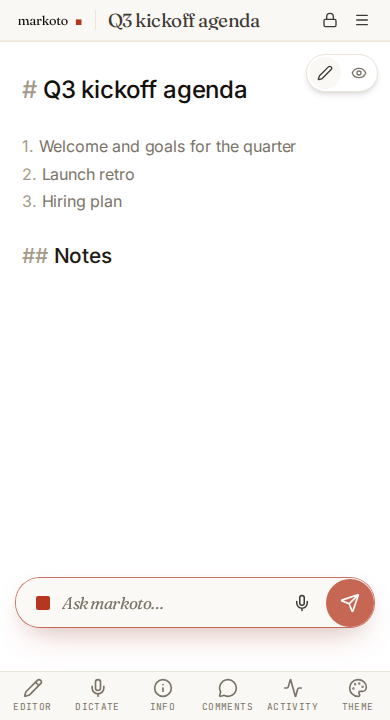 markoto
Q3 kickoff agenda
# Q3 kickoff agenda
1. Welcome and goals for the quarter
2. Launch retro
3. Hiring plan
## Notes
Ask markoto...
EDITOR DICTATE INFO COMMENTS ACTIVITY THEME